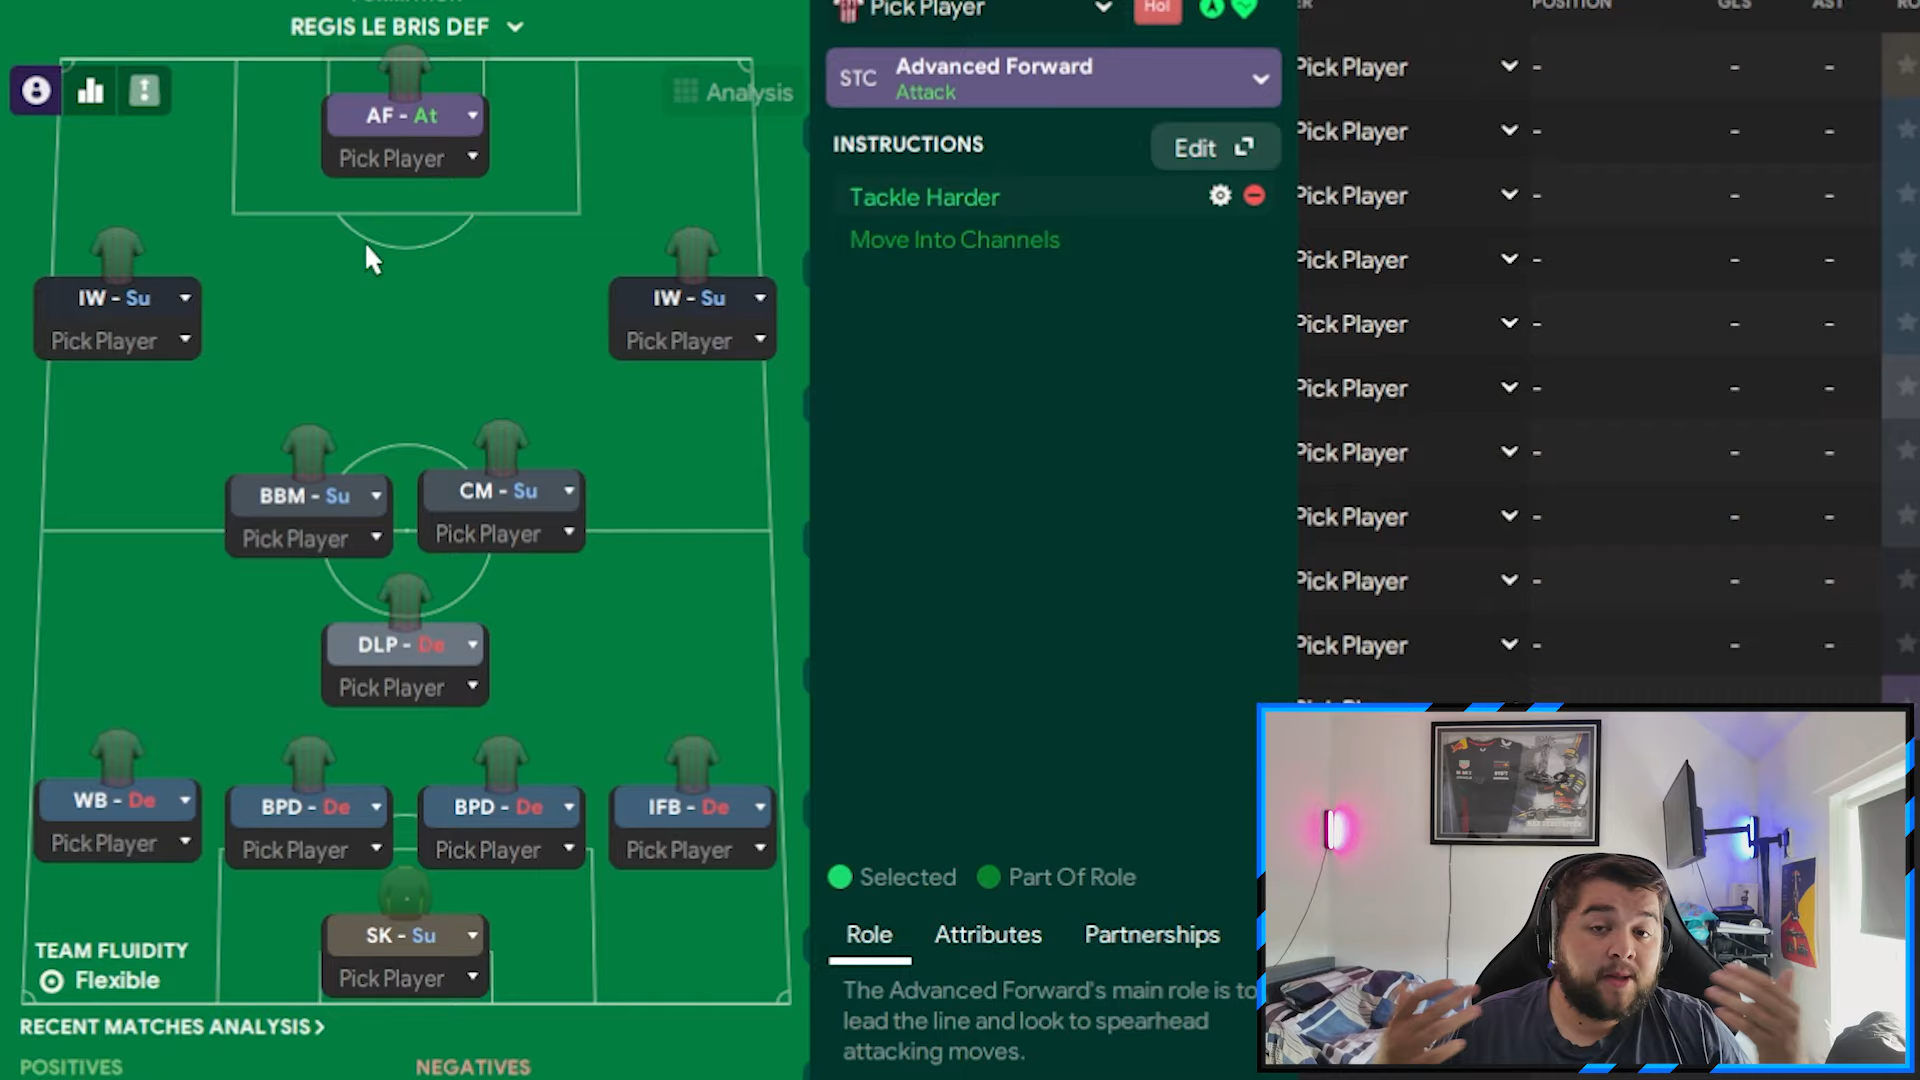 REGIS LE BRIS DEF
Analysis
AF - At
Pick Player
IW - Su
Pick Player
IW - Su
Pick Player
BBM - Su
Pick Player
CM - Su
Pick Player
DLP - De
Pick Player
WB - De
Pick Player
BPD - De
Pick Player
BPD - De
Pick Player
IFB - De
Pick Player
SK - Su
Pick Player
TEAM FLUIDITY
Flexible
RECENT MATCHES ANALYSIS
POSITIVES
NEGATIVES
Pick Player
Hol
STC
Advanced Forward
Attack
INSTRUCTIONS
Edit
Tackle Harder
Move Into Channels
Selected
Part Of Role
Role
Attributes
Partnerships
The Advanced Forward's main role is to
lead the line and look to spearhead
attacking moves.
POSITION
GLS
AST
Pick Player - - -
Pick Player - - -
Pick Player - - -
Pick Player - - -
Pick Player - - -
Pick Player - - -
Pick Player - - -
Pick Player - - -
Pick Player - - -
Pick Player - - -